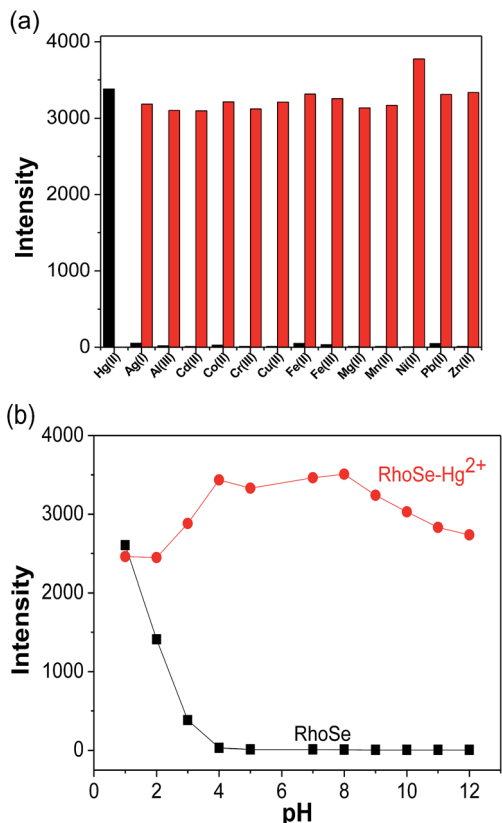 (a)
4000
3000
2000
1000
0
Intensity
Hg(II) Ag(I) Al(III) Cd(II) Co(I) Cr(III) Cu(II) Fe(I) Fe(III) Mg(II) Mn(II) Ni(II) Pb(II) Zn(II)
(b)
4000
3000
2000
1000
0
Intensity
RhoSe-Hg2+
RhoSe
0 2 4 6 8 10 12
pH